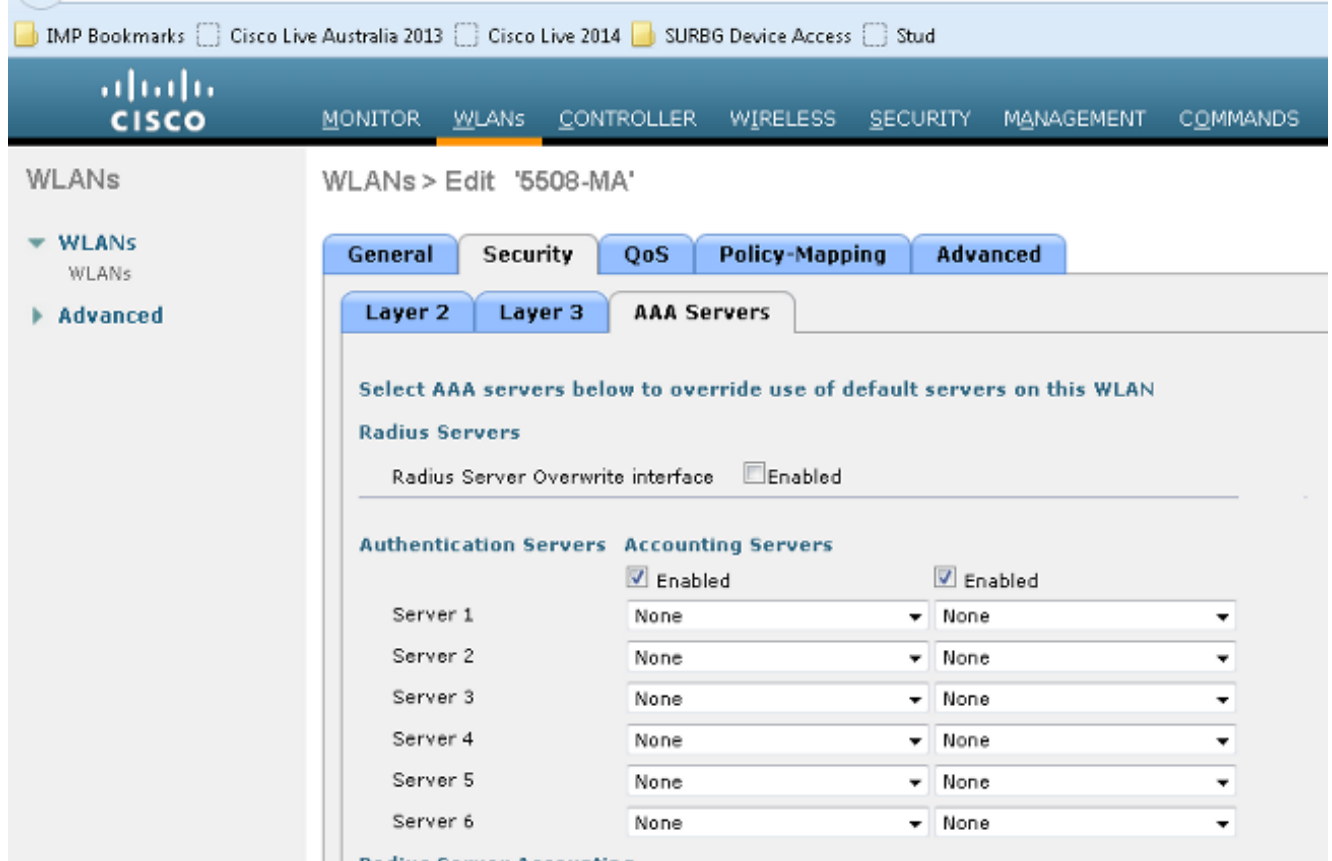 IMP Bookmarks Cisco Live Australia 2013 Cisco Live 2014 SURBG Device Access Stud
CISCO
MONITOR WLANs CONTROLLER WIRELESS SECURITY MANAGEMENT COMMANDS
WLANs
WLANs > Edit '5508-MA'
WLANs
WLANs
Advanced
General Security QoS Policy-Mapping Advanced
Layer 2 Layer 3 AAA Servers
Select AAA servers below to override use of default servers on this WLAN
Radius Servers
Radius Server Overwrite interface Enabled
Authentication Servers Accounting Servers
Enabled Enabled
Server 1 None None
Server 2 None None
Server 3 None None
Server 4 None None
Server 5 None None
Server 6 None None
Radius Server Accounting